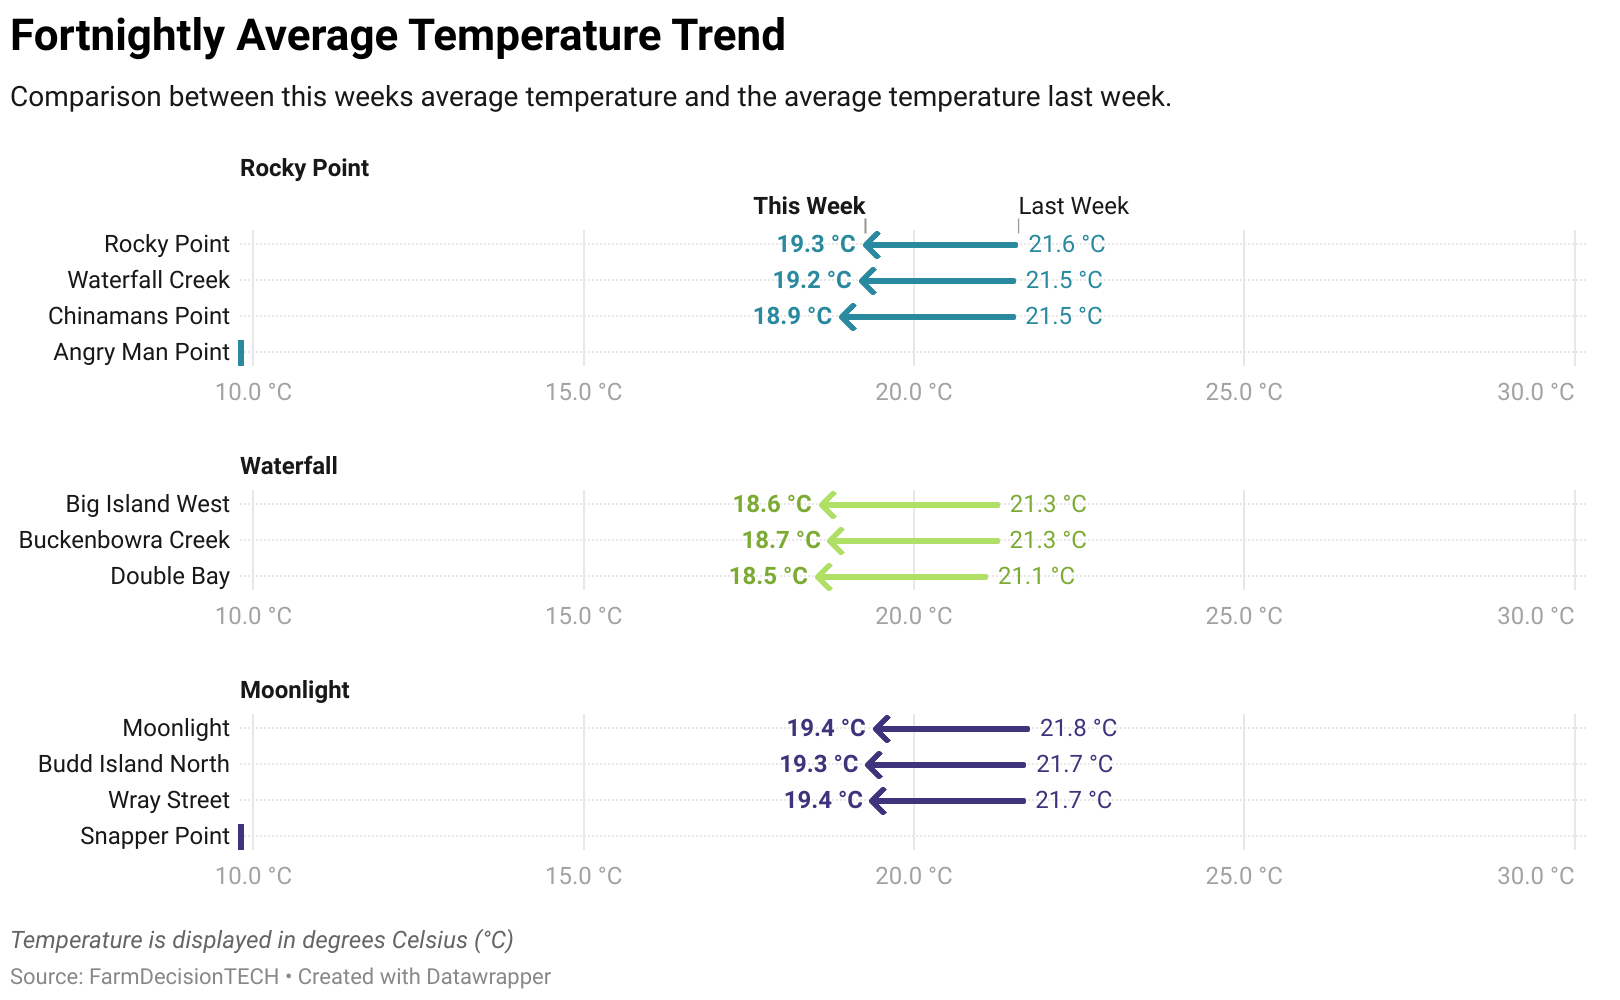 Fortnightly Average Temperature Trend
Comparison between this weeks average temperature and the average temperature last week.
Rocky Point
This Week Last Week
Rocky Point 19.3 °C 21.6 °C
Waterfall Creek 19.2 °C 21.5 °C
Chinamans Point 18.9 °C 21.5 °C
Angry Man Point
10.0 °C 15.0 °C 20.0 °C 25.0 °C 30.0 °C
Waterfall
Big Island West 18.6 °C 21.3 °C
Buckenbowra Creek 18.7 °C 21.3 °C
Double Bay 18.5 °C 21.1 °C
10.0 °C 15.0 °C 20.0 °C 25.0 °C 30.0 °C
Moonlight
Moonlight 19.4 °C 21.8 °C
Budd Island North 19.3 °C 21.7 °C
Wray Street 19.4 °C 21.7 °C
Snapper Point
10.0 °C 15.0 °C 20.0 °C 25.0 °C 30.0 °C
Temperature is displayed in degrees Celsius (°C)
Source: FarmDecisionTECH • Created with Datawrapper